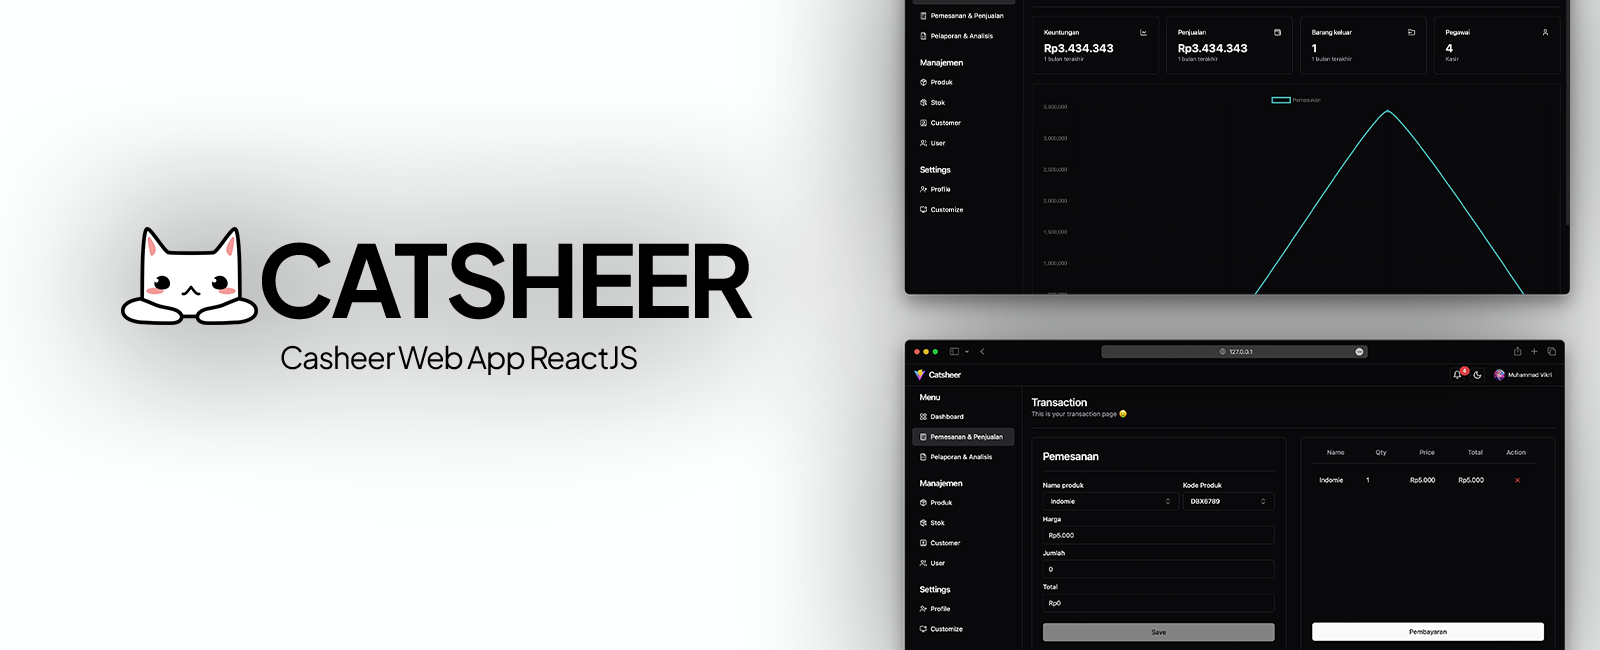 CATSHEER
Casheer Web App ReactJS
Pemesanan & Penjualan
Pelaporan & Analisis
Manajemen
Produk
Stok
Customer
User
Settings
Profile
Customize
Keuntungan
Rp3.434.343
1 bulan terakhir
Penjualan
Rp3.434.343
1 bulan terakhir
Barang keluar
1
1 bulan terakhir
Pegawai
4
Kasir
Pemasukan
3,500,000
3,000,000
2,500,000
2,000,000
1,500,000
1,000,000
127.0.0.1
Catsheer
4
Muhammad Vikri
Menu
Dashboard
Pemesanan & Penjualan
Pelaporan & Analisis
Manajemen
Produk
Stok
Customer
User
Settings
Profile
Customize
Transaction
This is your transaction page 😀
Pemesanan
Nama produk Kode Produk
Indomie DBX6789
Harga
Rp5.000
Jumlah
0
Total
Rp0
Save
Name Qty Price Total Action
Indomie 1 Rp5.000 Rp5.000
Pembayaran